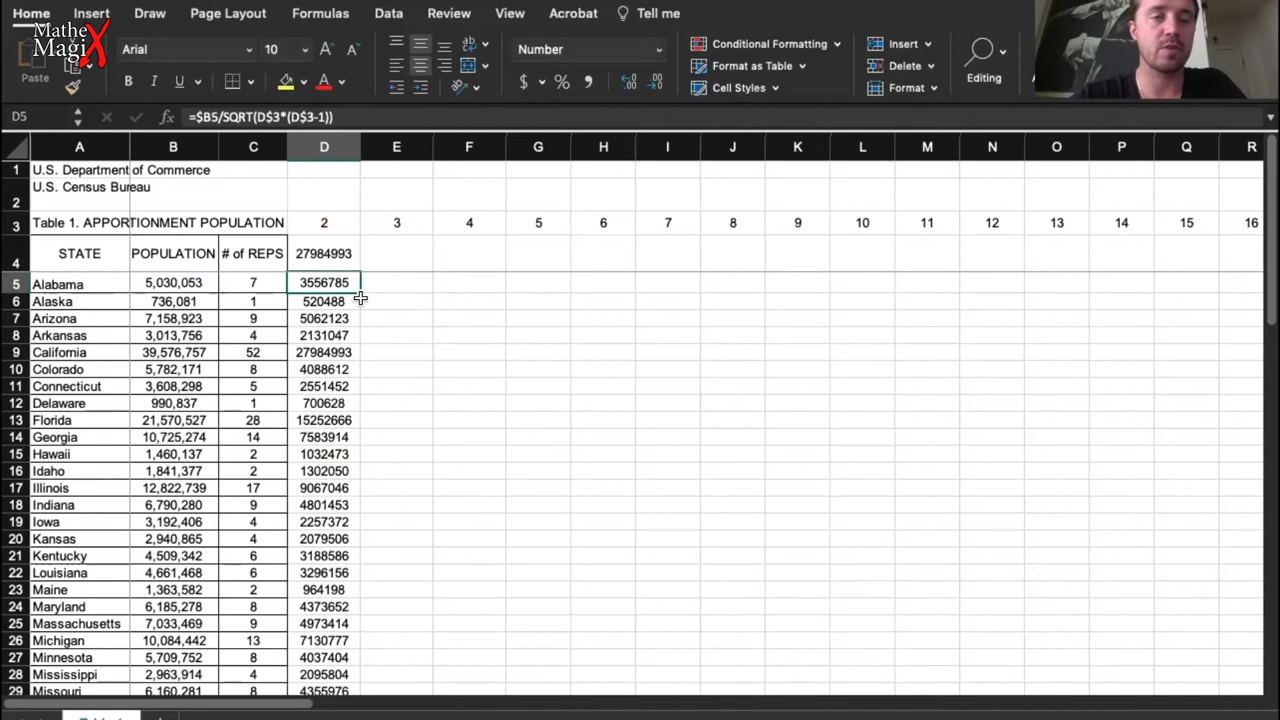 Home Insert Draw Page Layout Formulas Data Review View Acrobat Tell me
Mathe
MagiX
Paste
Arial 10
Number
Conditional Formatting
Format as Table
Cell Styles
Insert
Delete
Format
Editing
D5 fx =$B5/SQRT(D$3*(D$3-1))
A B C D E F G H I J K L M N O P Q R
1 U.S. Department of Commerce
2 U.S. Census Bureau
3 Table 1. APPORTIONMENT POPULATION 2 3 4 5 6 7 8 9 10 11 12 13 14 15 16
4 STATE POPULATION # of REPS 27984993
5 Alabama 5,030,053 7 3556785
6 Alaska 736,081 1 520488
7 Arizona 7,158,923 9 5062123
8 Arkansas 3,013,756 4 2131047
9 California 39,576,757 52 27984993
10 Colorado 5,782,171 8 4088612
11 Connecticut 3,608,298 5 2551452
12 Delaware 990,837 1 700628
13 Florida 21,570,527 28 15252666
14 Georgia 10,725,274 14 7583914
15 Hawaii 1,460,137 2 1032473
16 Idaho 1,841,377 2 1302050
17 Illinois 12,822,739 17 9067046
18 Indiana 6,790,280 9 4801453
19 Iowa 3,192,406 4 2257372
20 Kansas 2,940,865 4 2079506
21 Kentucky 4,509,342 6 3188586
22 Louisiana 4,661,468 6 3296156
23 Maine 1,363,582 2 964198
24 Maryland 6,185,278 8 4373652
25 Massachusetts 7,033,469 9 4973414
26 Michigan 10,084,442 13 7130777
27 Minnesota 5,709,752 8 4037404
28 Mississippi 2,963,914 4 2095804
29 Missouri 6,160,281 8 4355976